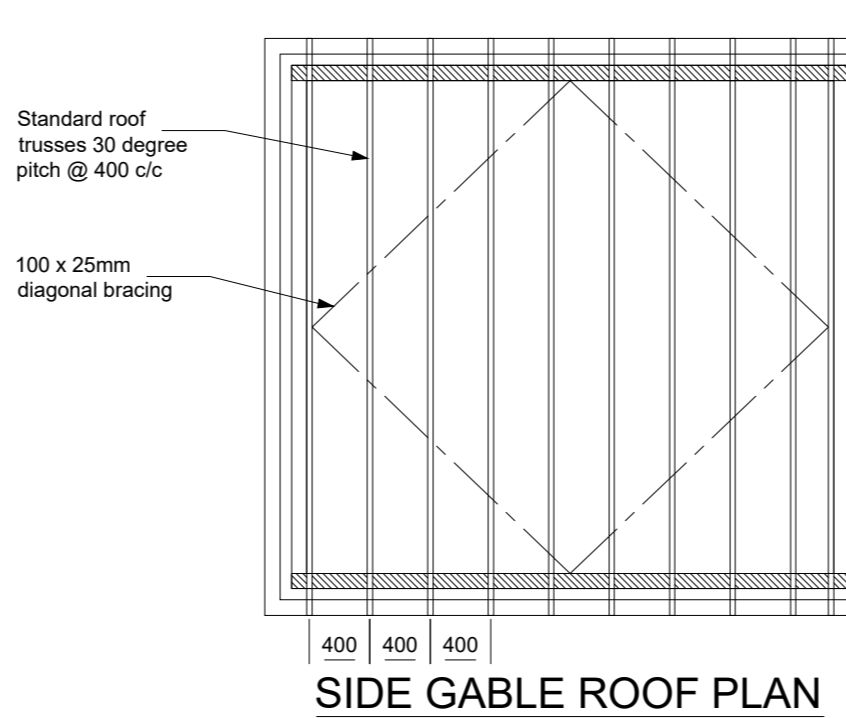 Standard roof
trusses 30 degree
pitch @ 400 c/c
100 x 25mm
diagonal bracing
400 400 400
SIDE GABLE ROOF PLAN